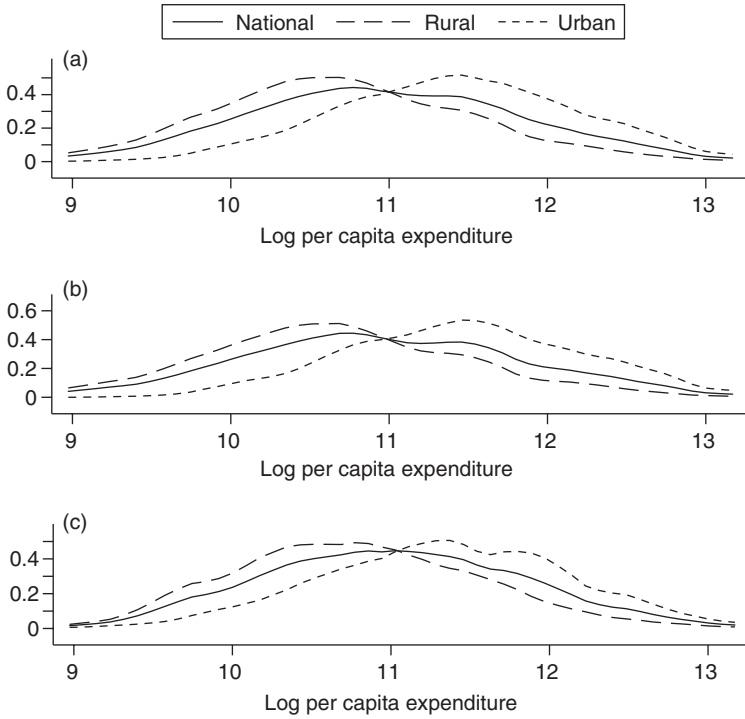 National Rural Urban
(a)
0.4
0.2
0
9 10 11 12 13
Log per capita expenditure
(b)
0.6
0.4
0.2
0
9 10 11 12 13
Log per capita expenditure
(c)
0.4
0.2
0
9 10 11 12 13
Log per capita expenditure